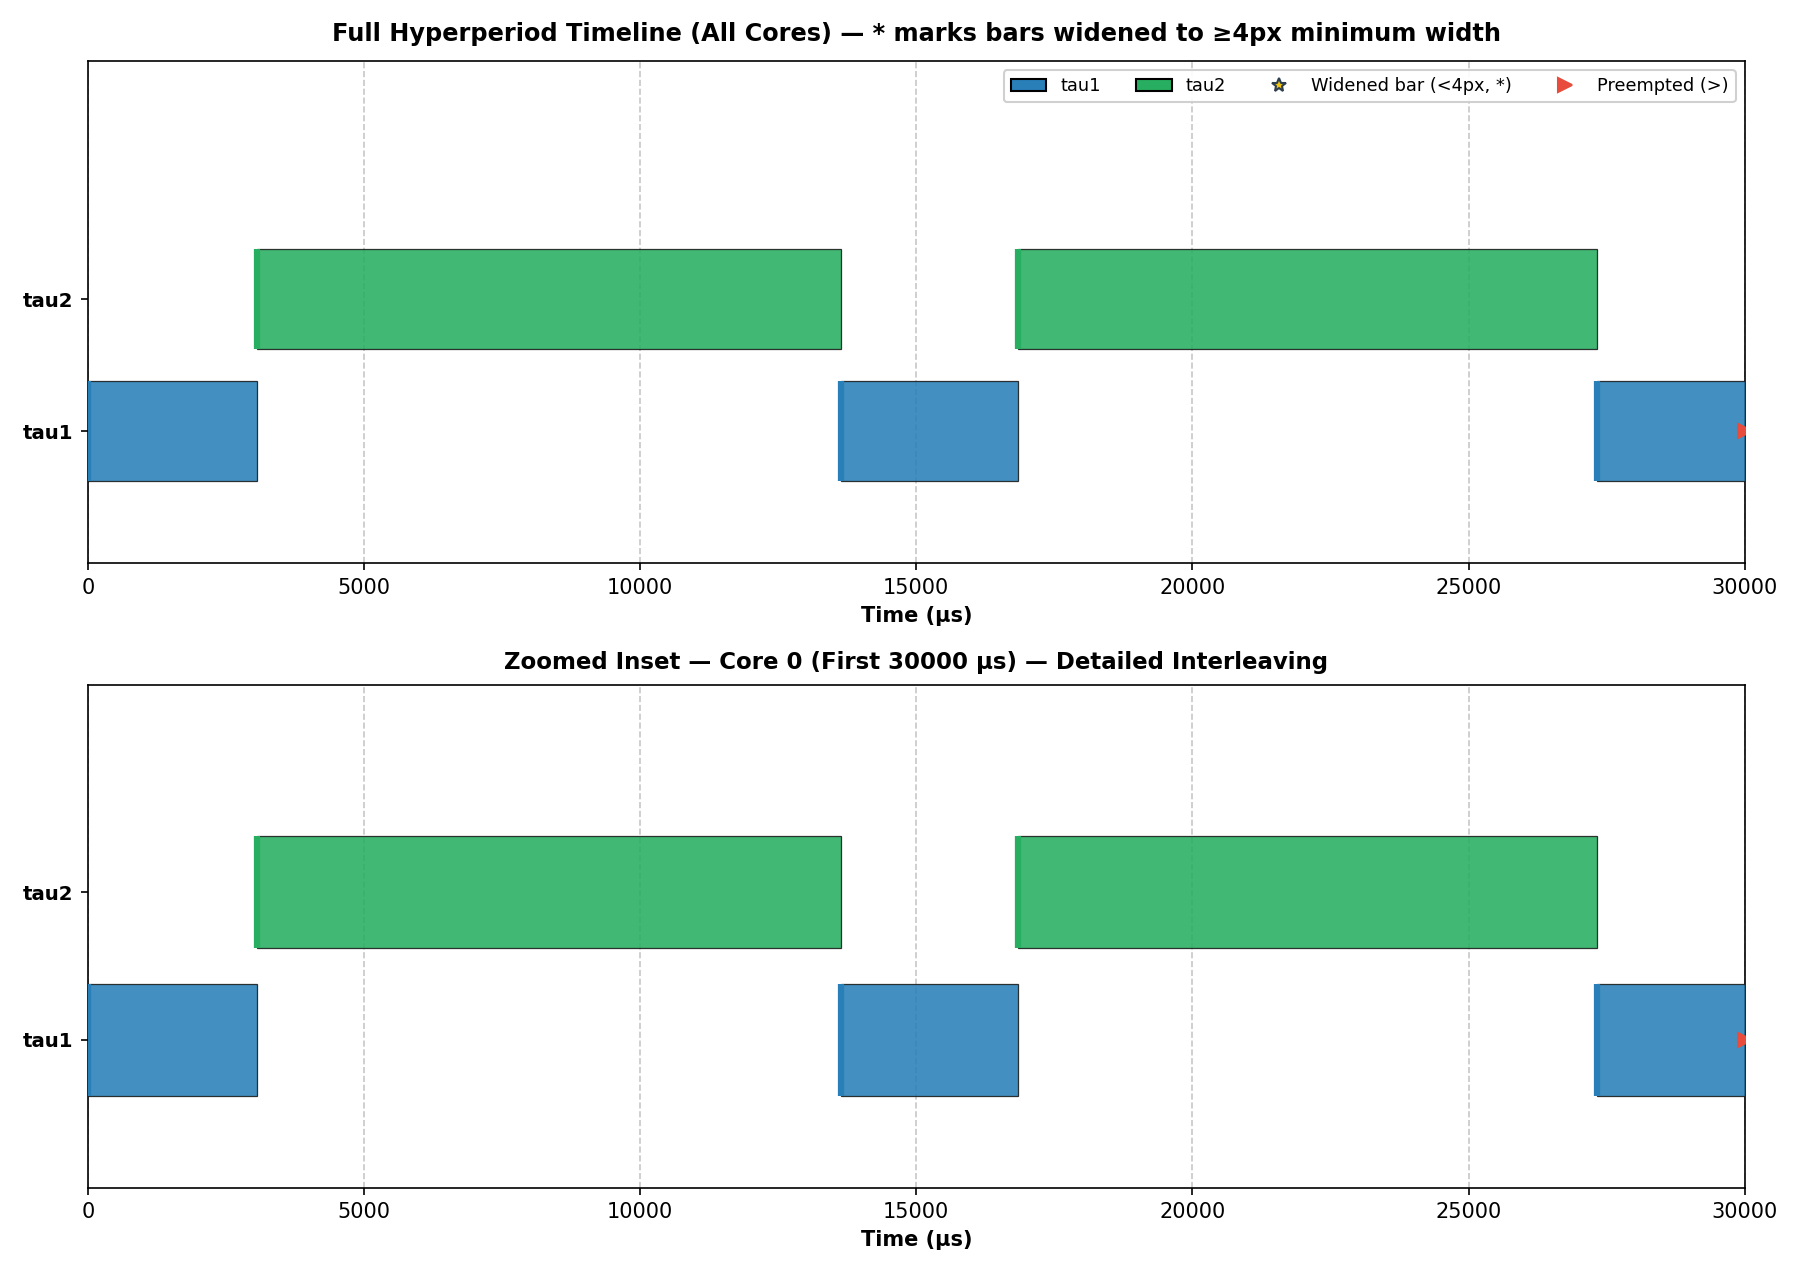 Full Hyperperiod Timeline (All Cores) — * marks bars widened to ≥4px minimum width
tau1 tau2 Widened bar (<4px, *) Preempted (>)
tau2
tau1
0 5000 10000 15000 20000 25000 30000
Time (µs)
Zoomed Inset — Core 0 (First 30000 µs) — Detailed Interleaving
tau2
tau1
0 5000 10000 15000 20000 25000 30000
Time (µs)